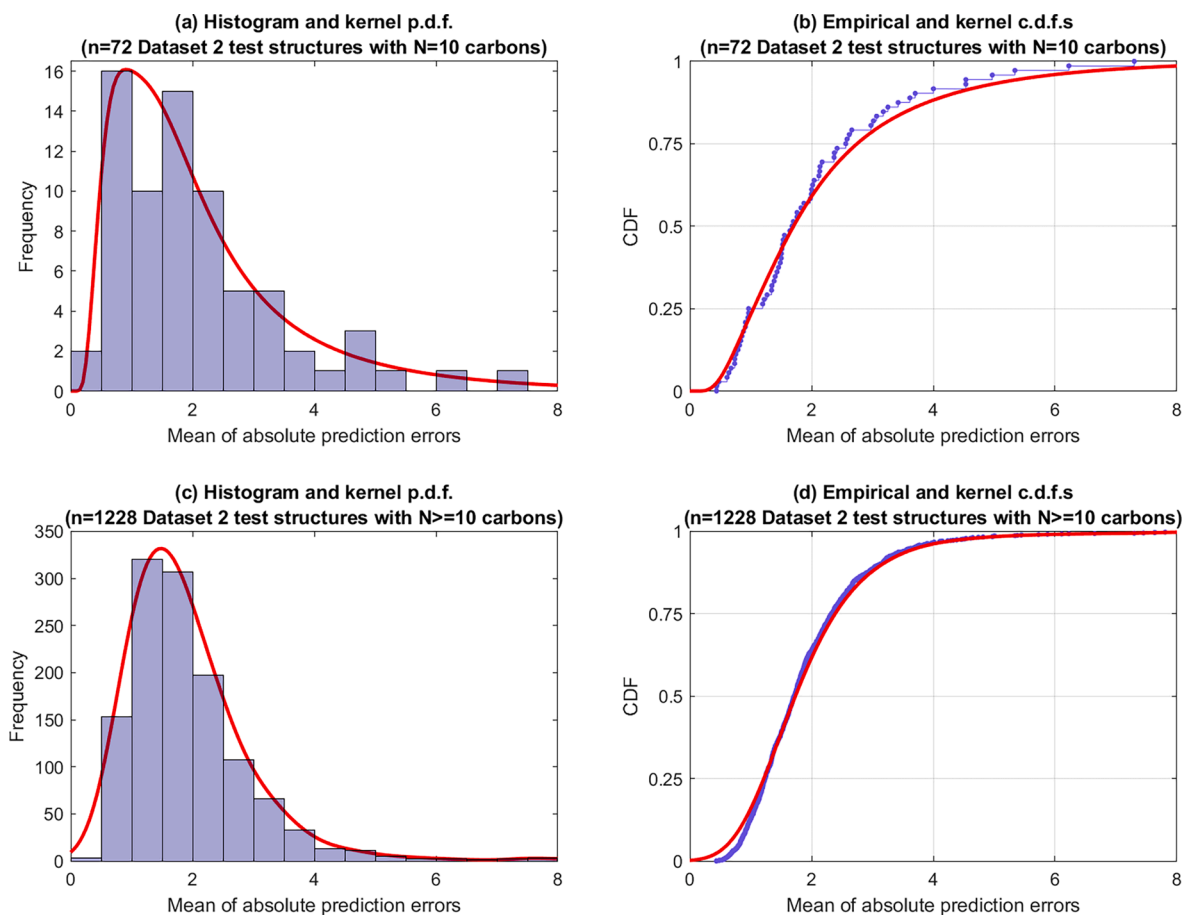 (a) Histogram and kernel p.d.f.
(n=72 Dataset 2 test structures with N=10 carbons)
16
14
12
10
8
6
4
2
0
Frequency
0 2 4 6 8
Mean of absolute prediction errors
(b) Empirical and kernel c.d.f.s
(n=72 Dataset 2 test structures with N=10 carbons)
1
0.75
0.5
0.25
0
CDF
0 2 4 6 8
Mean of absolute prediction errors
(c) Histogram and kernel p.d.f.
(n=1228 Dataset 2 test structures with N>=10 carbons)
350
300
250
200
150
100
50
0
Frequency
0 2 4 6 8
Mean of absolute prediction errors
(d) Empirical and kernel c.d.f.s
(n=1228 Dataset 2 test structures with N>=10 carbons)
1
0.75
0.5
0.25
0
CDF
0 2 4 6 8
Mean of absolute prediction errors